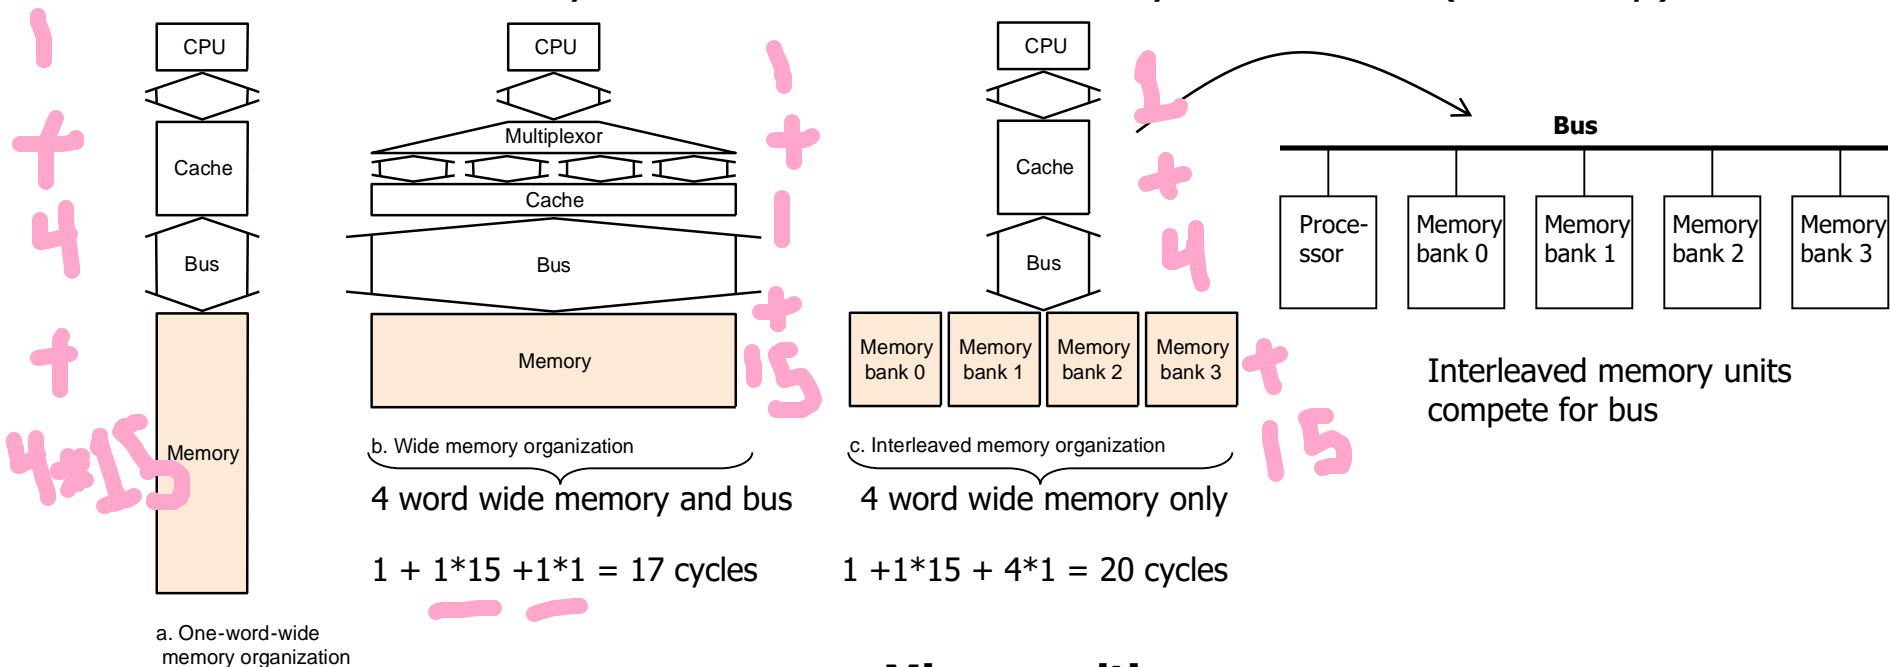 CPU
Cache
Bus
Memory
a. One-word-wide
memory organization
1
+
4
+
4*15
CPU
Multiplexor
Cache
Bus
Memory
b. Wide memory organization
4 word wide memory and bus
1 + 1*15 +1*1 = 17 cycles
1
+
1
+
15
CPU
Cache
Bus
Memory bank 0
Memory bank 1
Memory bank 2
Memory bank 3
c. Interleaved memory organization
4 word wide memory only
1 +1*15 + 4*1 = 20 cycles
1
+
4
+
15
Bus
Proce-
ssor
Memory
bank 0
Memory
bank 1
Memory
bank 2
Memory
bank 3
Interleaved memory units
compete for bus